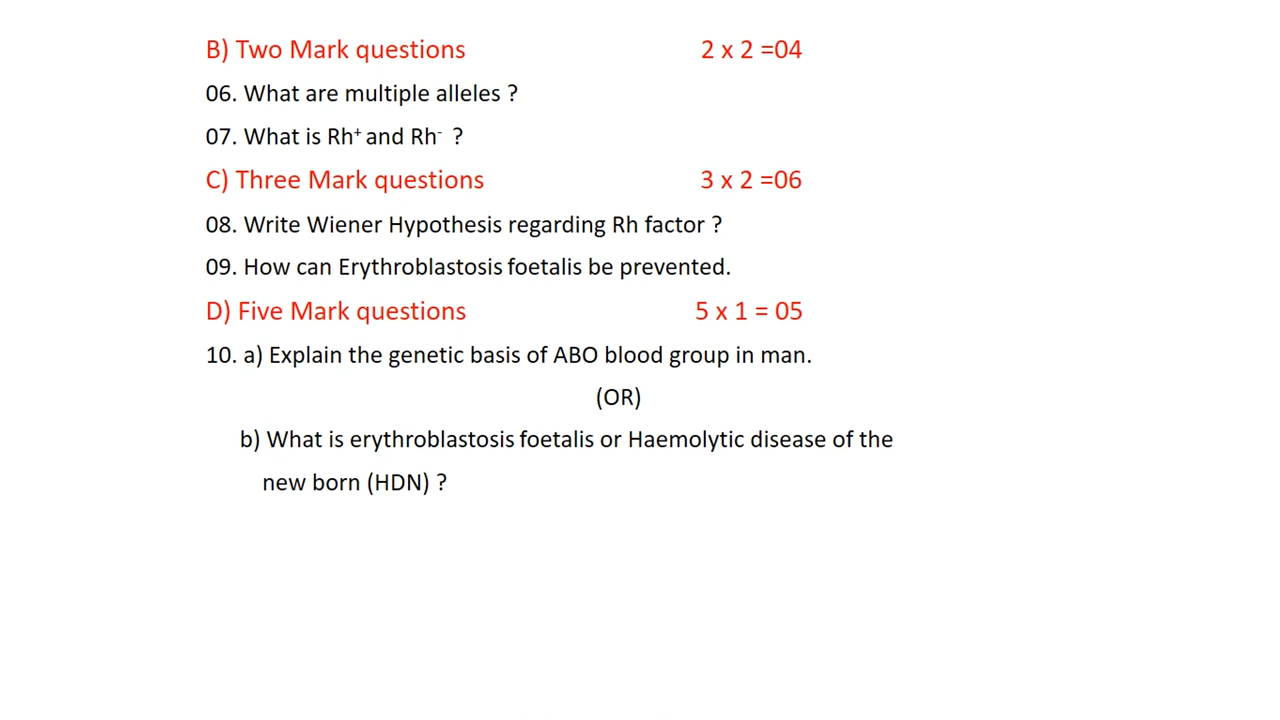 B) Two Mark questions 2 x 2 =04
06. What are multiple alleles ?
07. What is Rh⁺ and Rh⁻ ?
C) Three Mark questions 3 x 2 =06
08. Write Wiener Hypothesis regarding Rh factor ?
09. How can Erythroblastosis foetalis be prevented.
D) Five Mark questions 5 x 1 = 05
10. a) Explain the genetic basis of ABO blood group in man.
(OR)
b) What is erythroblastosis foetalis or Haemolytic disease of the
new born (HDN) ?